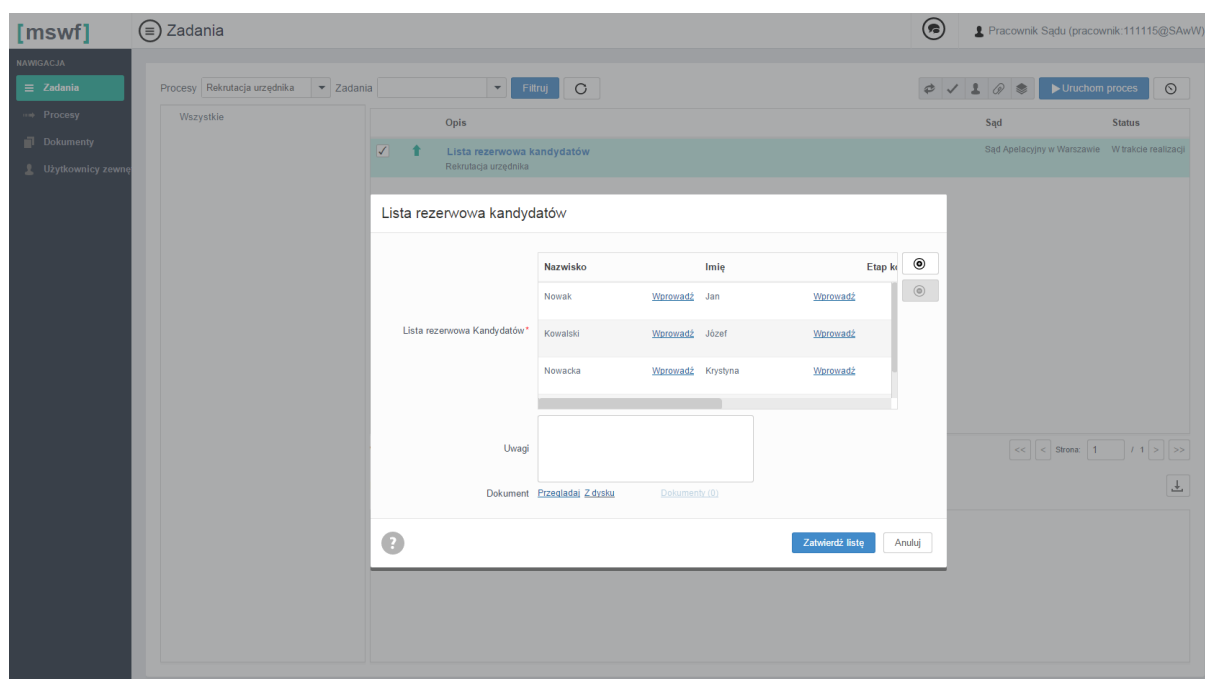 [mswf]
Zadania
Pracownik Sądu (pracownik:111115@SAwW)
NAWIGACJA
Zadania
Procesy
Dokumenty
Użytkownicy zewnę
Procesy Rekrutacja urzędnika Zadania Filtruj Uruchom proces
Wszystkie
Opis Sąd Status
Lista rezerwowa kandydatów Sąd Apelacyjny w Warszawie W trakcie realizacji
Rekrutacja urzędnika
Lista rezerwowa kandydatów
Nazwisko Imię Etap ko
Nowak Wprowadź Jan Wprowadź
Lista rezerwowa Kandydatów* Kowalski Wprowadź Józef Wprowadź
Nowacka Wprowadź Krystyna Wprowadź
Uwagi
<< < Strona: 1 / 1 > >>
Dokument Przeglądaj Z dysku Dokumenty (0)
? Zatwierdź listę Anuluj